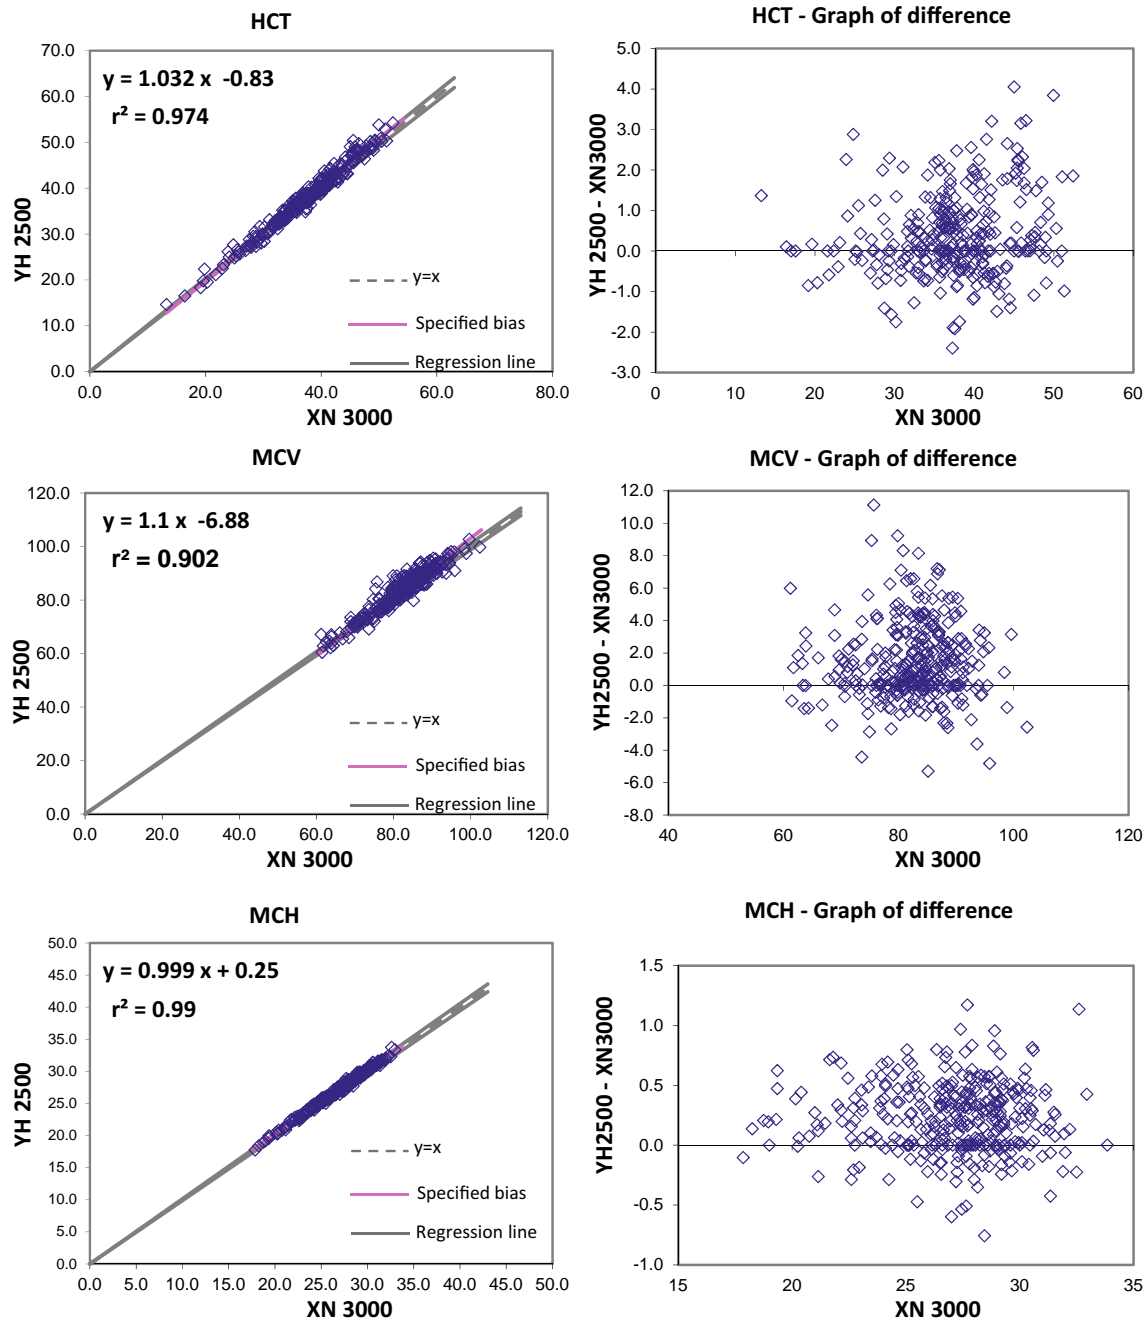 HCT
YH 2500
70.0
60.0
50.0
40.0
30.0
20.0
10.0
0.0
y = 1.032 x -0.83
r² = 0.974
y=x
Specified bias
Regression line
0.0 20.0 40.0 60.0 80.0
XN 3000
HCT - Graph of difference
YH 2500 - XN3000
5.0
4.0
3.0
2.0
1.0
0.0
-1.0
-2.0
-3.0
0 10 20 30 40 50 60
XN 3000
MCV
YH 2500
120.0
100.0
80.0
60.0
40.0
20.0
0.0
y = 1.1 x -6.88
r² = 0.902
y=x
Specified bias
Regression line
0.0 20.0 40.0 60.0 80.0 100.0 120.0
XN 3000
MCV - Graph of difference
YH2500 - XN3000
12.0
10.0
8.0
6.0
4.0
2.0
0.0
-2.0
-4.0
-6.0
-8.0
40 60 80 100 120
XN 3000
MCH
YH 2500
50.0
45.0
40.0
35.0
30.0
25.0
20.0
15.0
10.0
5.0
0.0
y = 0.999 x + 0.25
r² = 0.99
y=x
Specified bias
Regression line
0.0 5.0 10.0 15.0 20.0 25.0 30.0 35.0 40.0 45.0 50.0
XN 3000
MCH - Graph of difference
YH2500 - XN3000
1.5
1.0
0.5
0.0
-0.5
-1.0
15 20 25 30 35
XN 3000